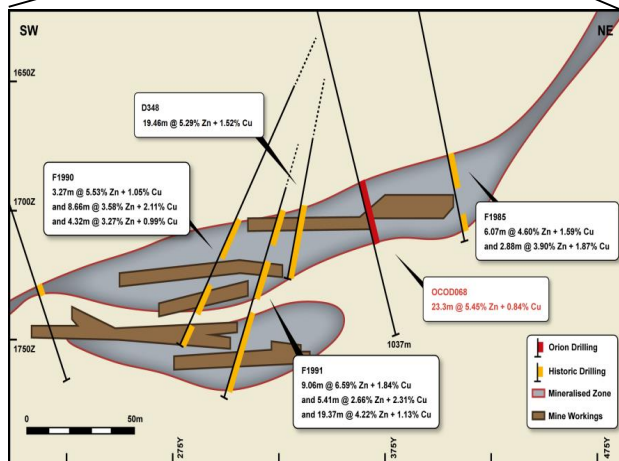 SW
NE
1650Z
D348
19.46m @ 5.29% Zn + 1.52% Cu
F1990
3.27m @ 5.53% Zn + 1.05% Cu
and 8.66m @ 3.58% Zn + 2.11% Cu
and 4.32m @ 3.27% Zn + 0.99% Cu
1700Z
F1985
6.07m @ 4.60% Zn + 1.59% Cu
and 2.88m @ 3.90% Zn + 1.87% Cu
OCOD068
23.3m @ 5.45% Zn + 0.84% Cu
1750Z
1037m
F1991
9.06m @ 6.59% Zn + 1.84% Cu
and 5.41m @ 2.66% Zn + 2.31% Cu
and 19.37m @ 4.22% Zn + 1.13% Cu
Orion Drilling
Historic Drilling
Mineralised Zone
Mine Workings
0
50m
275Y
375Y
475Y